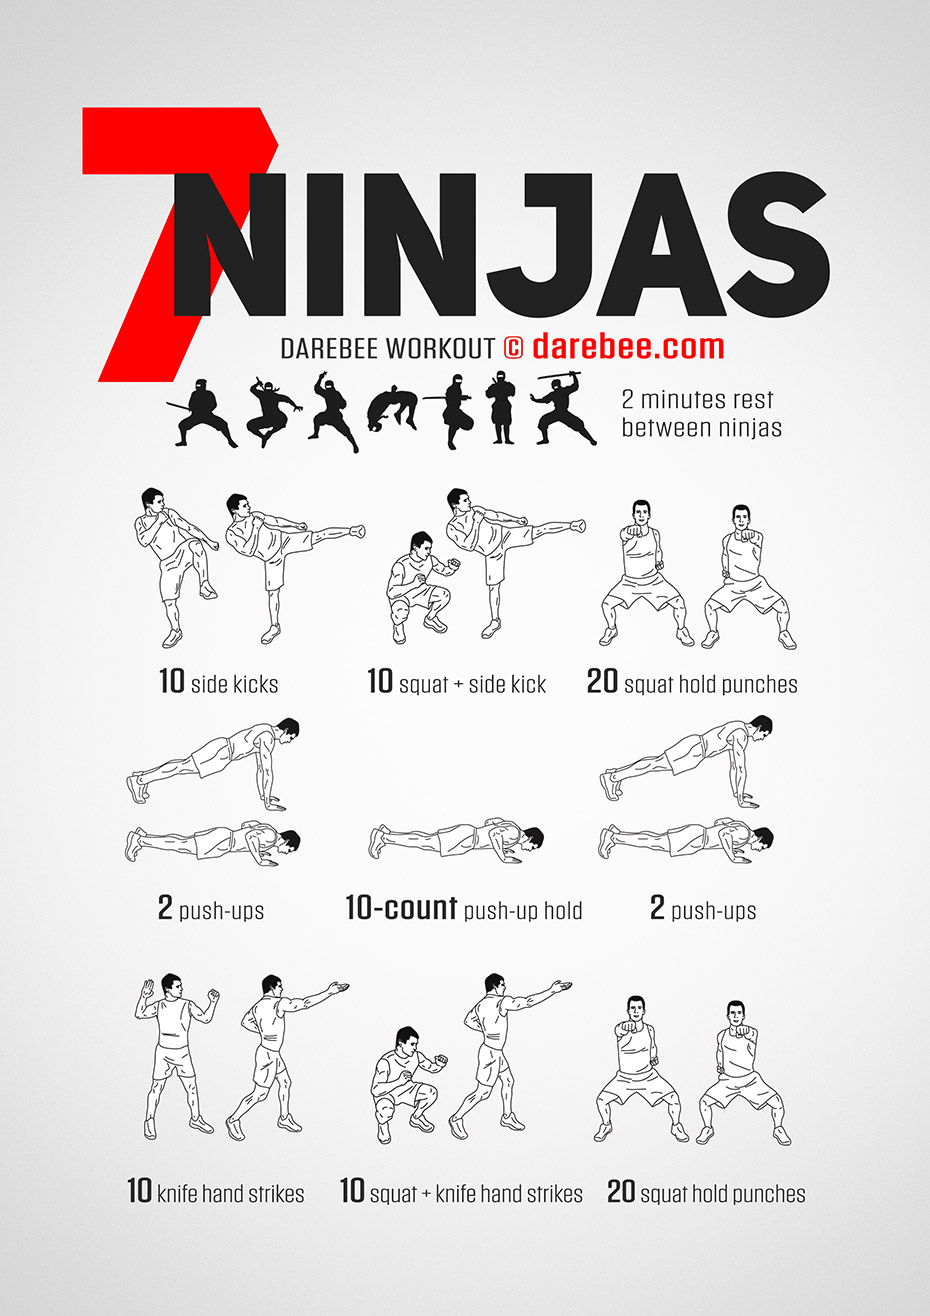 7 NINJAS
DAREBEE WORKOUT © darebee.com
2 minutes rest
between ninjas
10 side kicks
10 squat + side kick
20 squat hold punches
2 push-ups
10-count push-up hold
2 push-ups
10 knife hand strikes
10 squat + knife hand strikes
20 squat hold punches